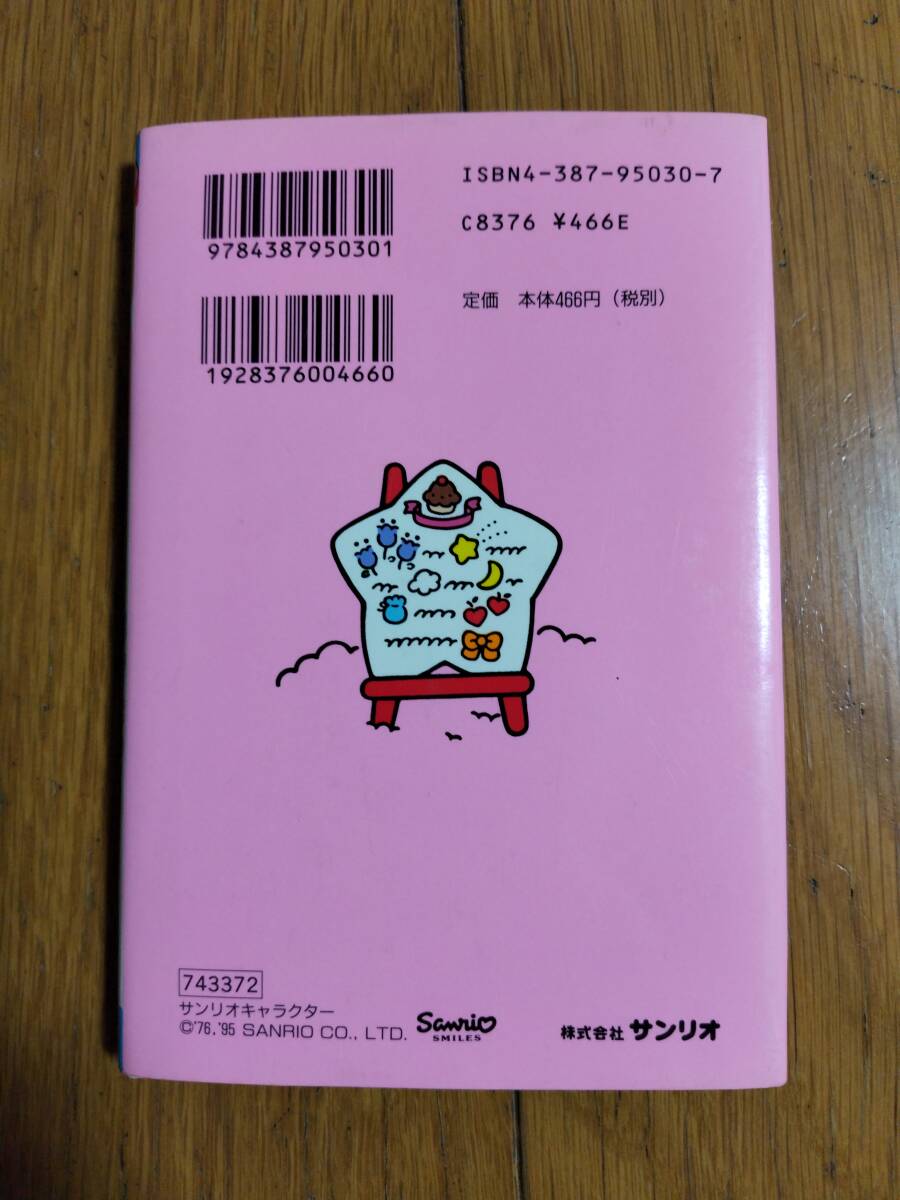 ISBN4-387-95030-7
9784387950301
C8376 ¥466E
定価 本体466円（税別）
1928376004660
743372
サンリオキャラクター
©'76,'95 SANRIO CO., LTD.
Sanrio
SMILES
株式会社 サンリオ